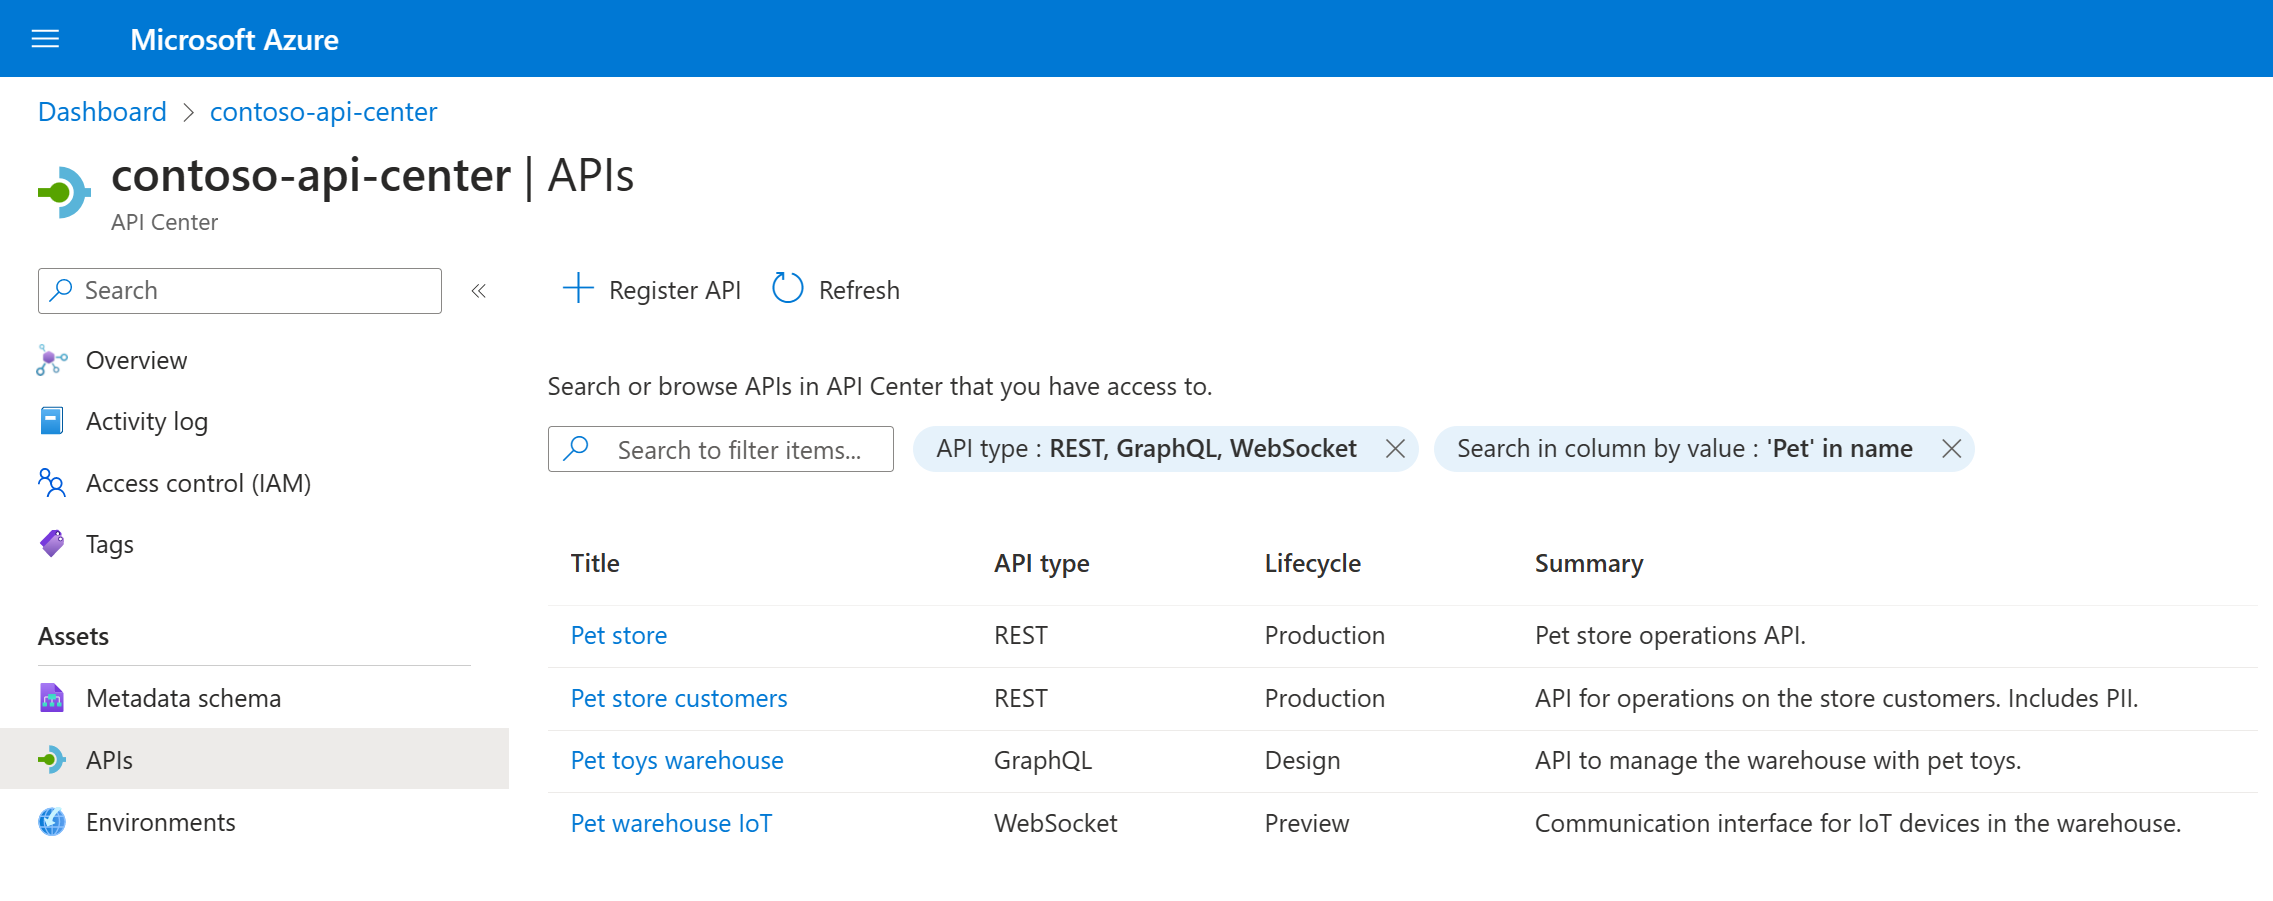 Microsoft Azure
Dashboard > contoso-api-center
contoso-api-center | APIs
API Center
Search «
Overview
Activity log
Access control (IAM)
Tags
Assets
Metadata schema
APIs
Environments
Register API Refresh
Search or browse APIs in API Center that you have access to.
Search to filter items... API type : REST, GraphQL, WebSocket Search in column by value : 'Pet' in name
Title API type Lifecycle Summary
Pet store REST Production Pet store operations API.
Pet store customers REST Production API for operations on the store customers. Includes PII.
Pet toys warehouse GraphQL Design API to manage the warehouse with pet toys.
Pet warehouse IoT WebSocket Preview Communication interface for IoT devices in the warehouse.